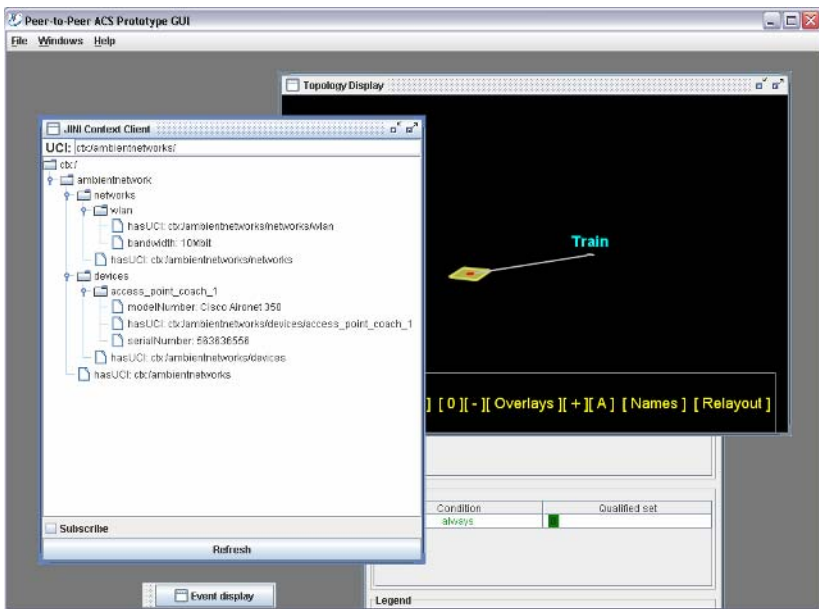 Peer-to-Peer ACS Prototype GUI
File Windows Help
Topology Display
Train
] [ 0 ][ - ][ Overlays ][ + ][ A ] [ Names ] [ Relayout ]
JINI Context Client
UCI: ctx:/ambientnetworks/
ctx:/
ambientnetwork
networks
wlan
hasUCI: ctx:/ambientnetworks/networks/wlan
bandwidth: 10Mbit
hasUCI: ctx:/ambientnetworks/networks
devices
access_point_coach_1
modelNumber: Cisco Aironet 350
hasUCI: ctx:/ambientnetworks/devices/access_point_coach_1
hasUCI: ctx:/ambientnetworks/devices
hasUCI: ctx:/ambientnetworks
Subscribe
Refresh
Condition Qualified set
always
Event display
Legend